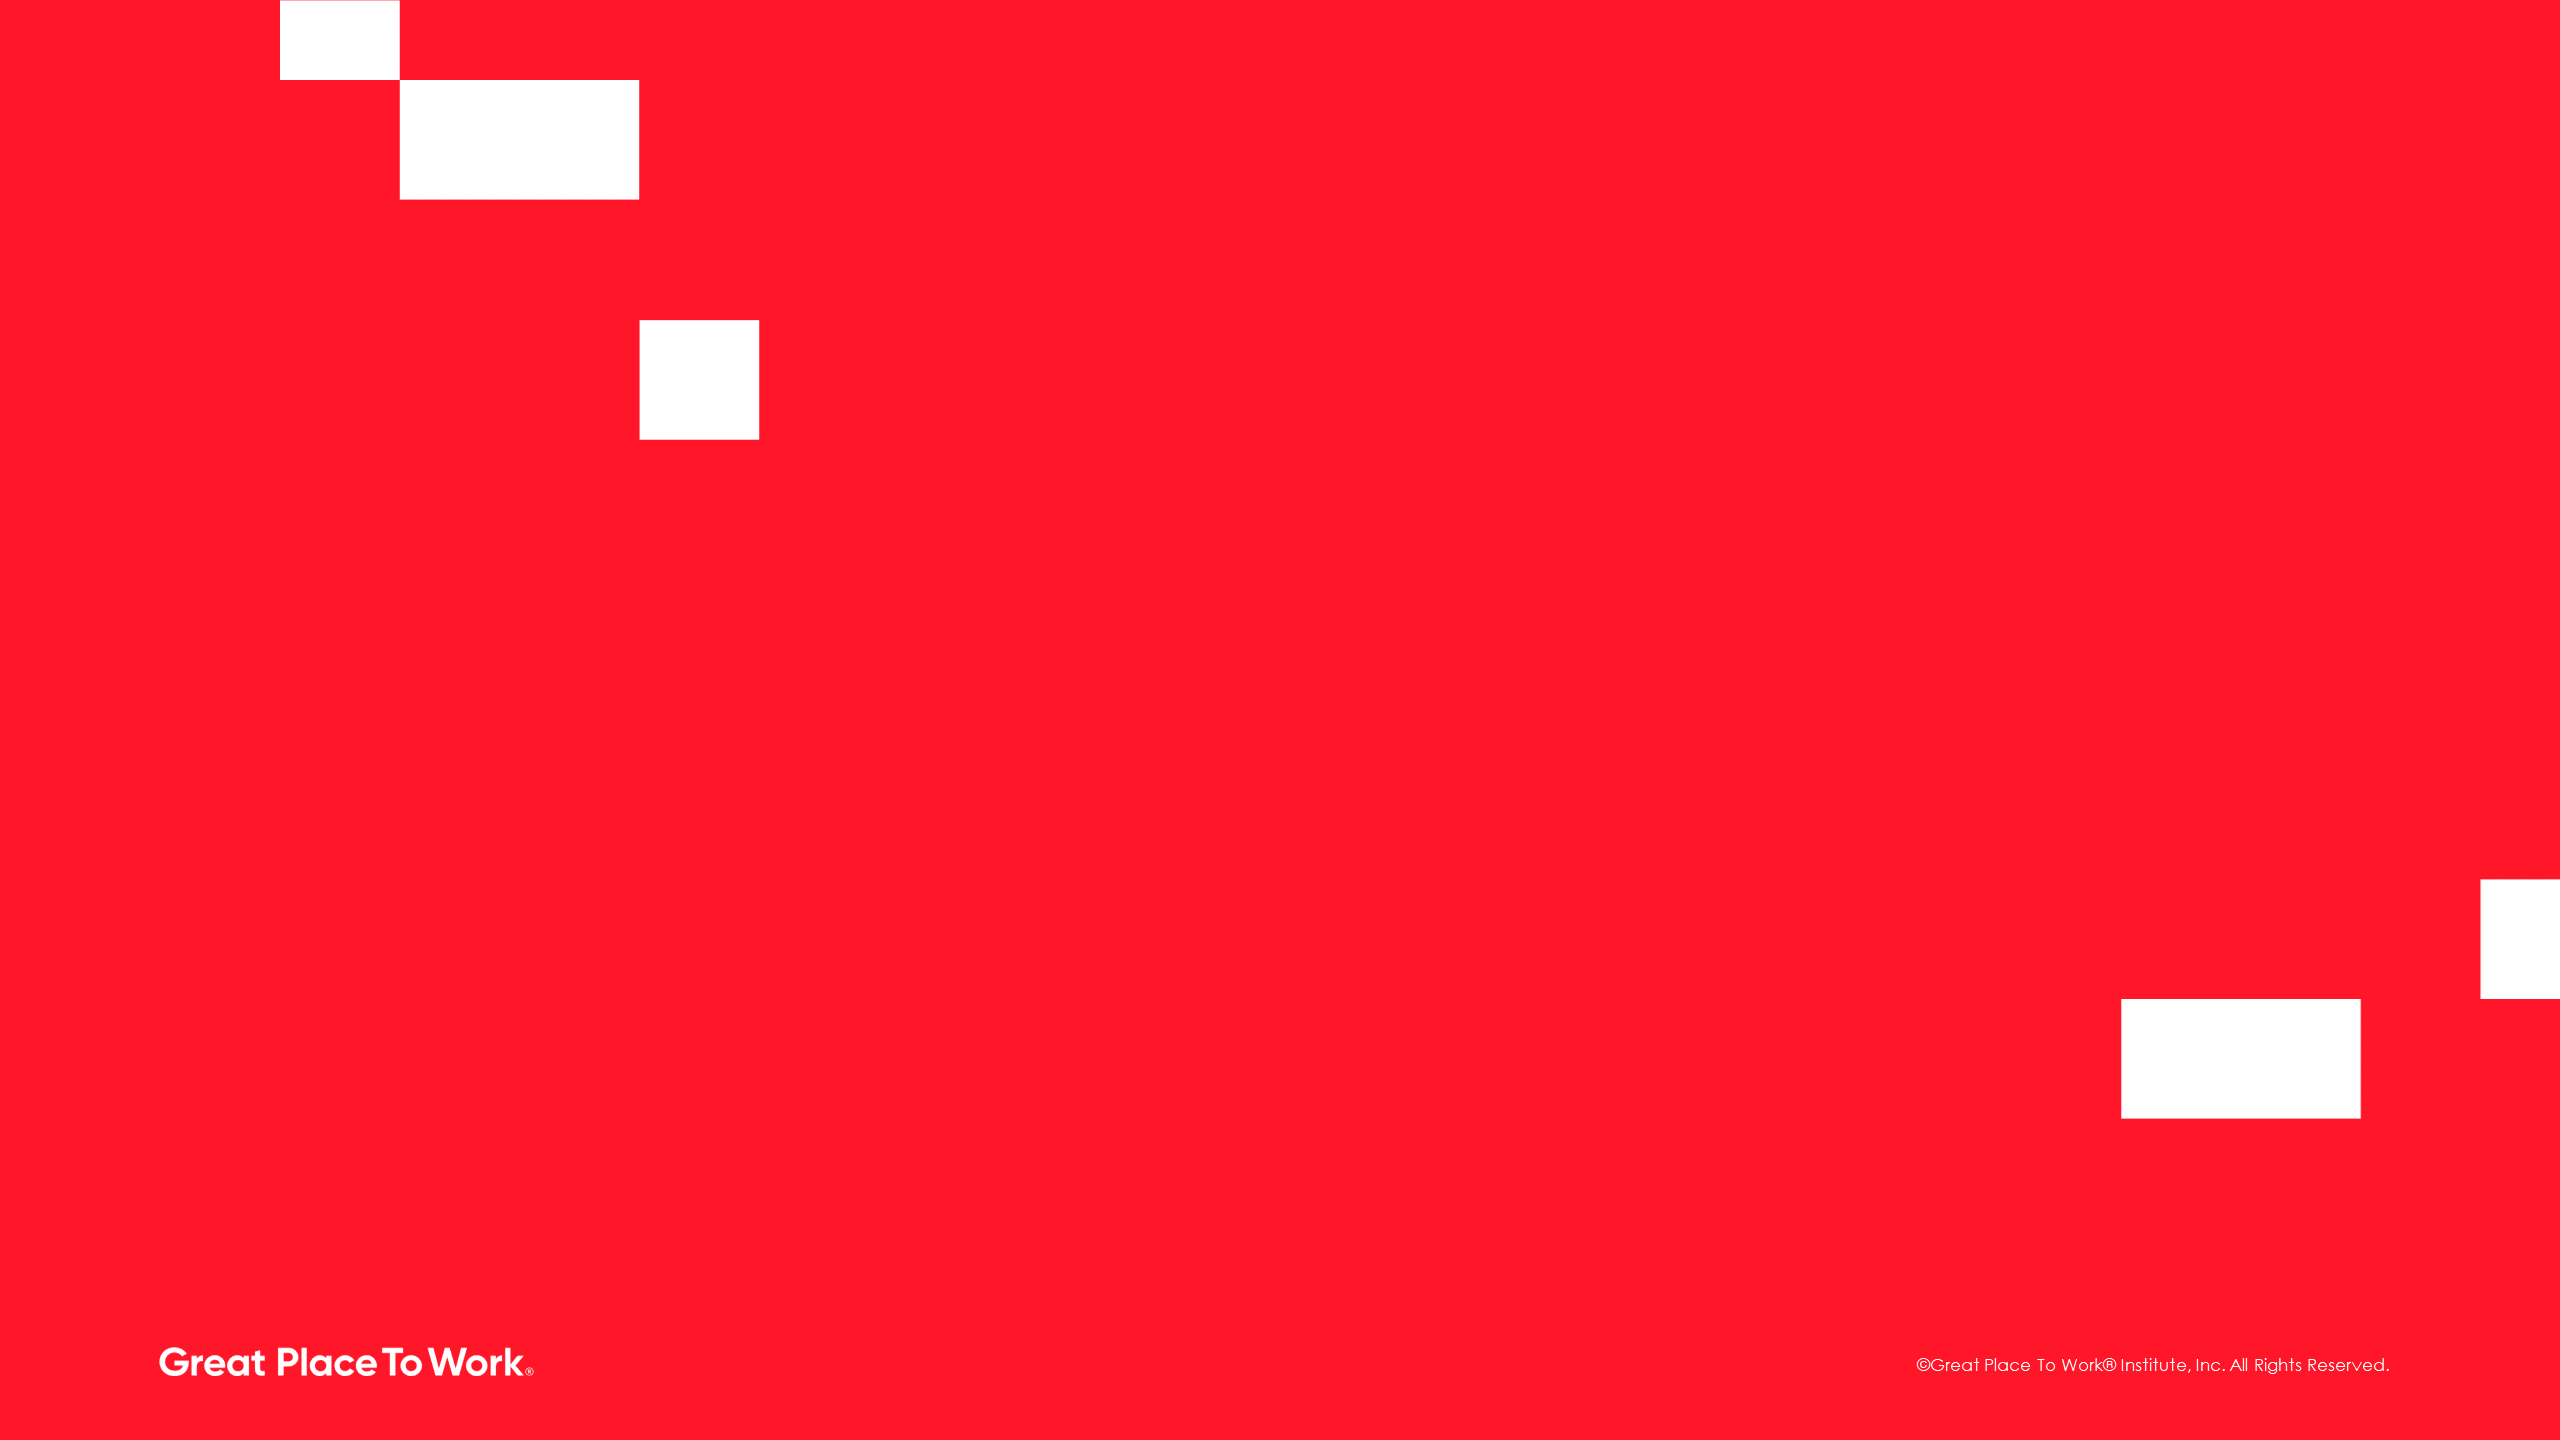 Great Place To Work®
©Great Place To Work® Institute, Inc. All Rights Reserved.